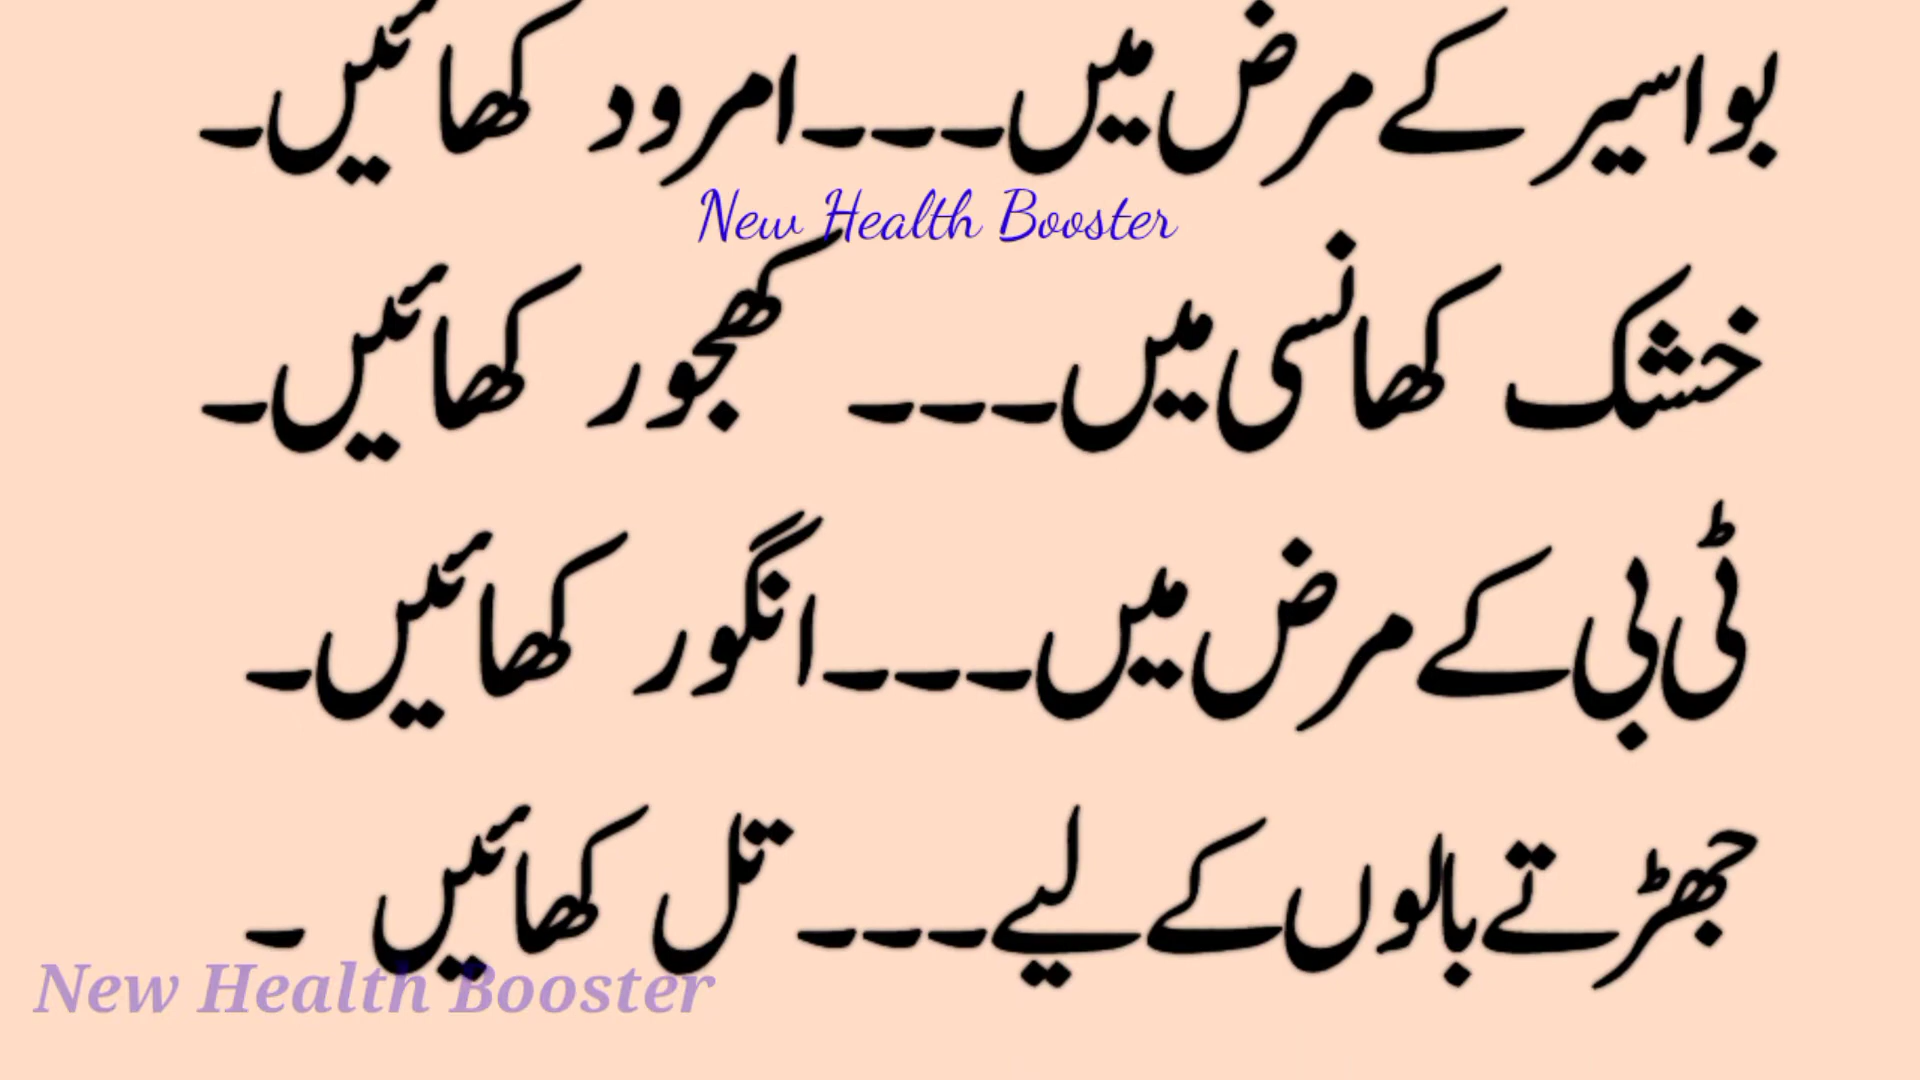 بواسیر کے مرض میں۔۔۔امرود کھائیں۔
New Health Booster
خشک کھانسی میں۔۔۔ کھجور کھائیں۔
ٹی بی کے مرض میں۔۔۔انگور کھائیں۔
جھڑتے بالوں کے لیے۔۔۔ تل کھائیں ۔
New Health Booster